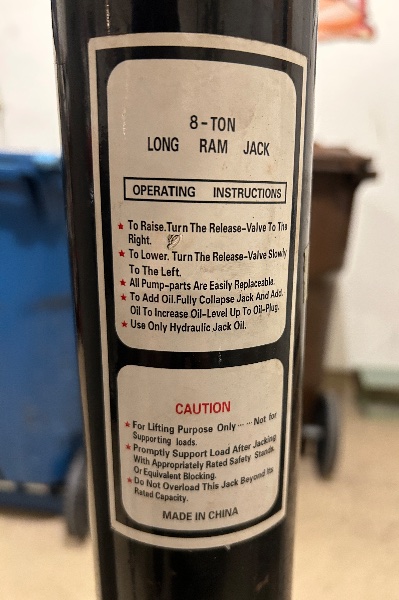 8-TON
LONG RAM JACK
OPERATING INSTRUCTIONS
★ To Raise.Turn The Release-Valve To The
Right.
★ To Lower. Turn The Release-Valve Slowly
To The Left.
★ All Pump-parts Are Easily Replaceable.
★ To Add Oil.Fully Collapse Jack And Add.
Oil To Increase Oil-Level Up To Oil-Plug.
★ Use Only Hydraulic Jack Oil.
CAUTION
★ For Lifting Purpose Only ····· Not for
Supporting loads.
★ Promptly Support Load After Jacking
With Appropriately Rated Safety Stands.
Or Equivalent Blocking.
★ Do Not Overload This Jack Beyond Its
Rated Capacity.
MADE IN CHINA